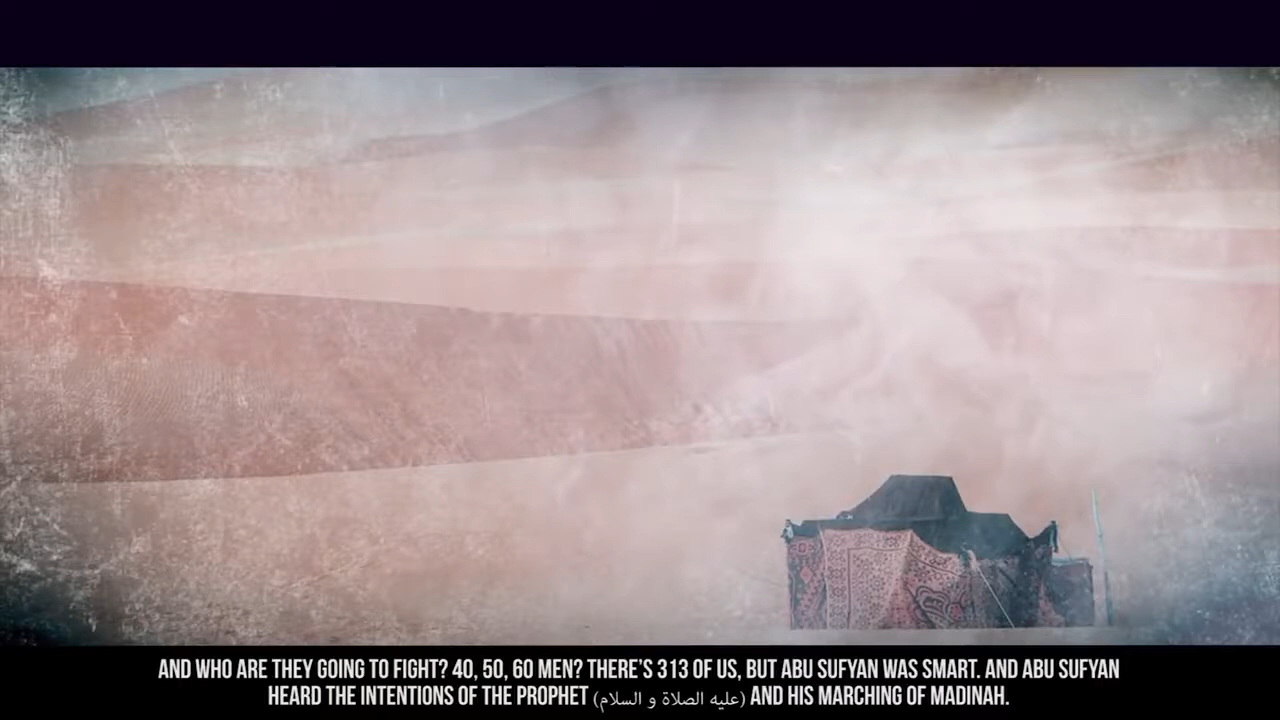 AND WHO ARE THEY GOING TO FIGHT? 40, 50, 60 MEN? THERE'S 313 OF US, BUT ABU SUFYAN WAS SMART. AND ABU SUFYAN
HEARD THE INTENTIONS OF THE PROPHET (عليه الصلاة و السلام) AND HIS MARCHING OF MADINAH.